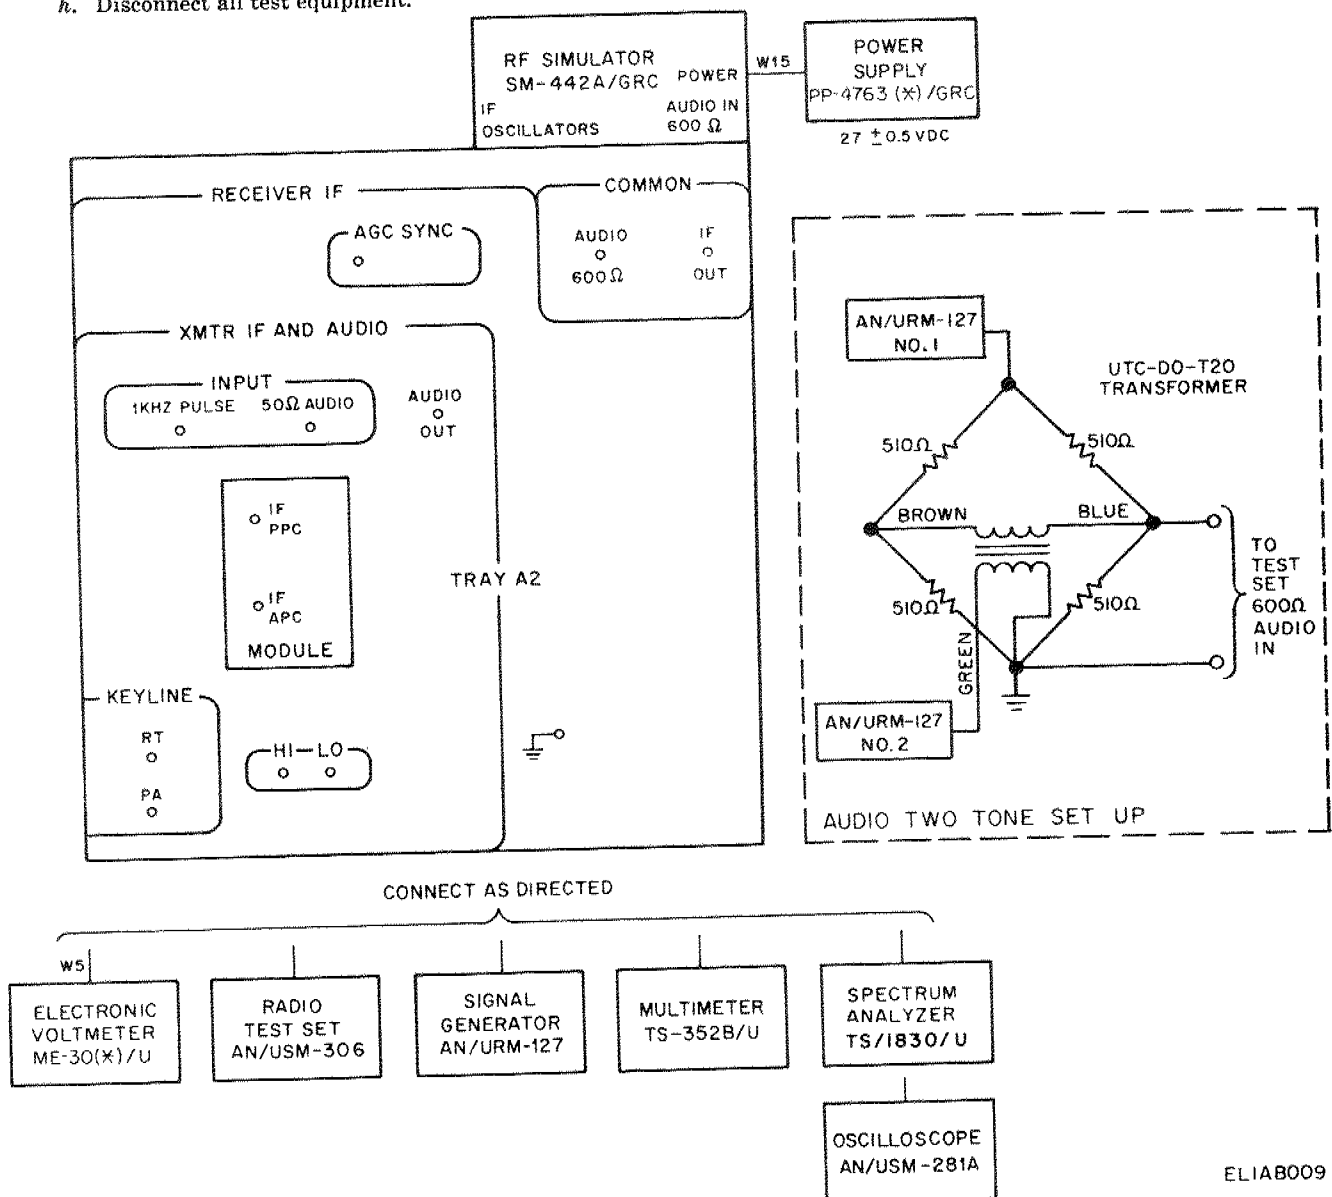 h. Disconnect all test equipment.
RF SIMULATOR
SM-442A/GRC
POWER
IF
OSCILLATORS
AUDIO IN
600 Ω
W15
POWER
SUPPLY
PP-4763 (*)/GRC
27 ±0.5 VDC
RECEIVER IF
COMMON
AGC SYNC
AUDIO
600Ω
IF
OUT
XMTR IF AND AUDIO
INPUT
1KHZ PULSE
50Ω AUDIO
AUDIO
OUT
IF
PPC
IF
APC
MODULE
TRAY A2
KEYLINE
RT
PA
HI
LO
AN/URM-127
NO. 1
UTC-DO-T20
TRANSFORMER
510Ω
510Ω
BROWN
BLUE
510Ω
510Ω
GREEN
TO
TEST
SET
600Ω
AUDIO
IN
AN/URM-127
NO. 2
AUDIO TWO TONE SET UP
CONNECT AS DIRECTED
W5
ELECTRONIC
VOLTMETER
ME-30(*)/U
RADIO
TEST SET
AN/USM-306
SIGNAL
GENERATOR
AN/URM-127
MULTIMETER
TS-352B/U
SPECTRUM
ANALYZER
TS/1830/U
OSCILLOSCOPE
AN/USM-281A
EL1AB009